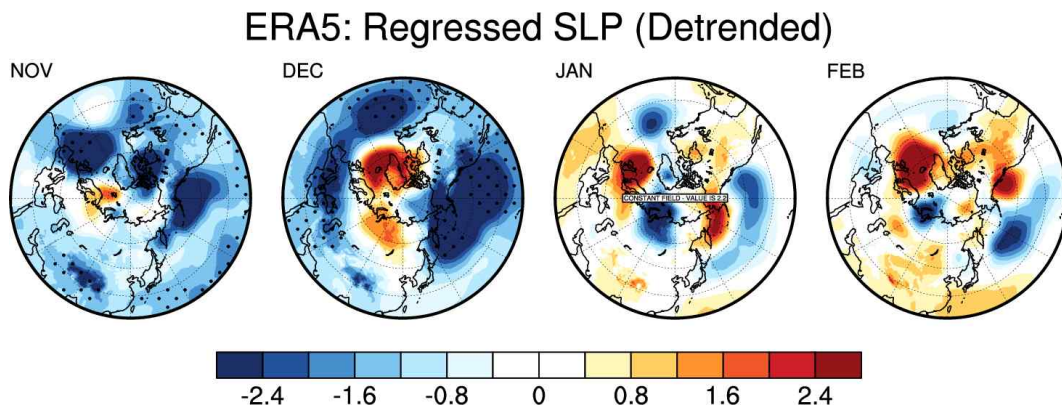 ERA5: Regressed SLP (Detrended)
NOV DEC JAN FEB
CONSTANT FIELD - VALUE IS 2.2
-2.4 -1.6 -0.8 0 0.8 1.6 2.4